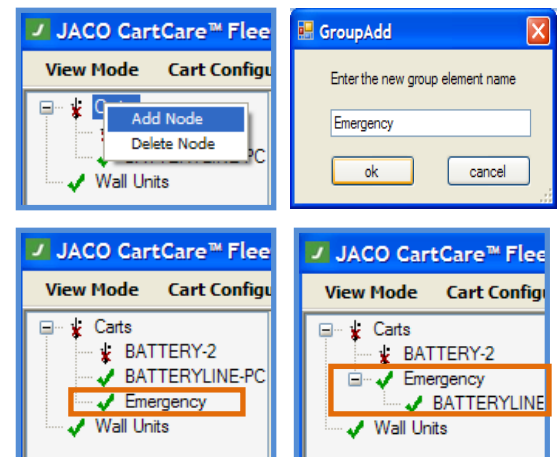 JACO CartCare™ Flee
View Mode Cart Configu
C
Add Node
Delete Node
PC
Wall Units
GroupAdd
Enter the new group element name
Emergency
ok
cancel
JACO CartCare™ Flee
View Mode Cart Configu
Carts
BATTERY-2
BATTERYLINE-PC
Emergency
Wall Units
JACO CartCare™ Flee
View Mode Cart Configu
Carts
BATTERY-2
Emergency
BATTERYLINE
Wall Units